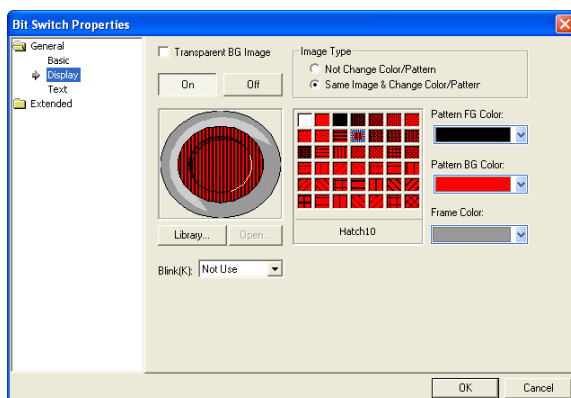 Bit Switch Properties
General
Basic
Display
Text
Extended
Transparent BG Image
On
Off
Image Type
Not Change Color/Pattern
Same Image & Change Color/Pattern
Library...
Open...
Hatch10
Pattern FG Color:
Pattern BG Color:
Frame Color:
Blink(K):
Not Use
OK
Cancel